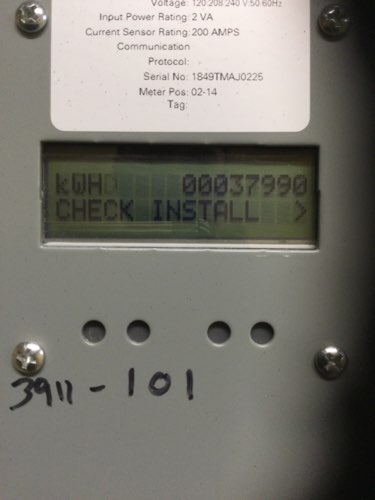 Voltage: 120:208:240 V:50-60Hz
Input Power Rating: 2 VA
Current Sensor Rating: 200 AMPS
Communication
Protocol:
Serial No: 1849TMAJ0225
Meter Pos: 02-14
Tag:
kWHD 00037990
CHECK INSTALL >
3911-101